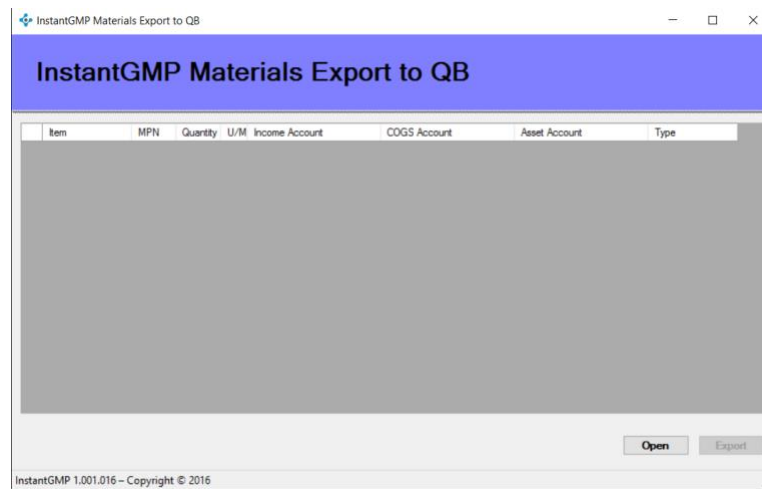 InstantGMP Materials Export to QB
InstantGMP Materials Export to QB
Item MPN Quantity U/M Income Account COGS Account Asset Account Type
Open Export
InstantGMP 1.001.016 – Copyright © 2016